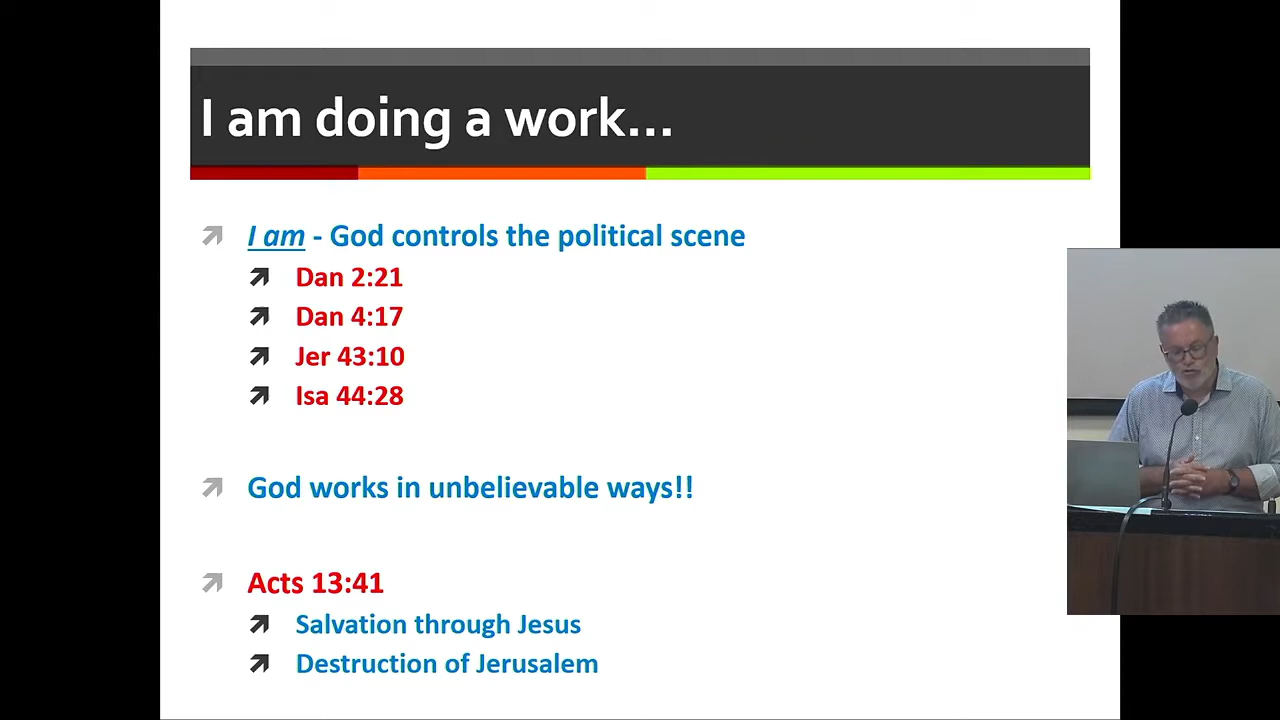 I am doing a work...
I am - God controls the political scene
Dan 2:21
Dan 4:17
Jer 43:10
Isa 44:28
God works in unbelievable ways!!
Acts 13:41
Salvation through Jesus
Destruction of Jerusalem